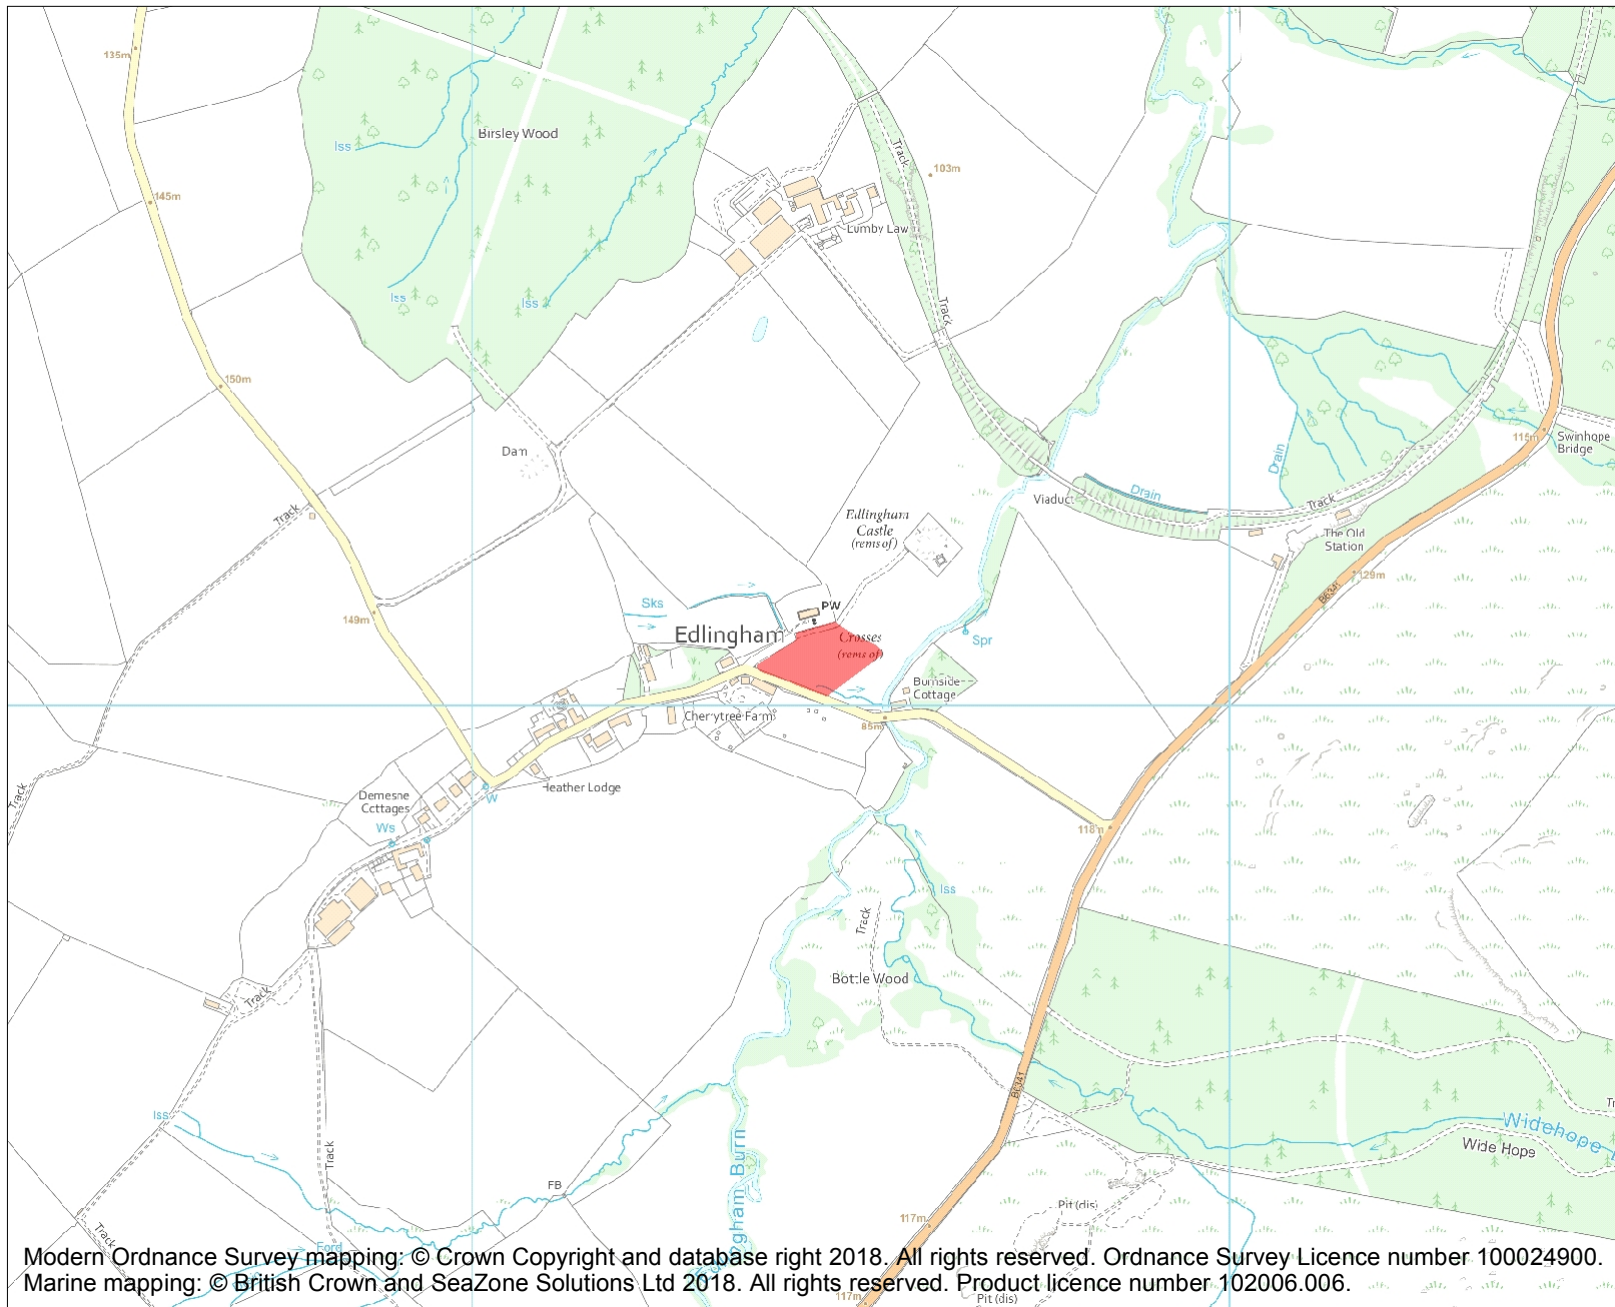 135m
Birsley Wood
Iss
Track
103m
145m
Lumby Law
Iss
Iss
Track
150m
115m
Swinhope
Bridge
Dam
Drain
Drain
Viaduct
Track
Track
Edlingham
Castle
(rems of)
The Old
Station
129m
B6341
Sks
PW
149m
Edlingham
Crosses
(rems of)
Spr
Burnside
Cottage
Cherrytree Farm
85m
Track
Demesne
Cottages
W
Heather Lodge
Ws
118m
Iss
Track
Bottle Wood
Track
B6341
Iss
Track
Widehope
Wide Hope
FB
Edlingham Burn
Pit (dis)
117m
Track
Ford
Modern Ordnance Survey mapping: © Crown Copyright and database right 2018. All rights reserved. Ordnance Survey Licence number 100024900.
Marine mapping: © British Crown and SeaZone Solutions Ltd 2018. All rights reserved. Product licence number 102006.006.
117m
Pit (dis)